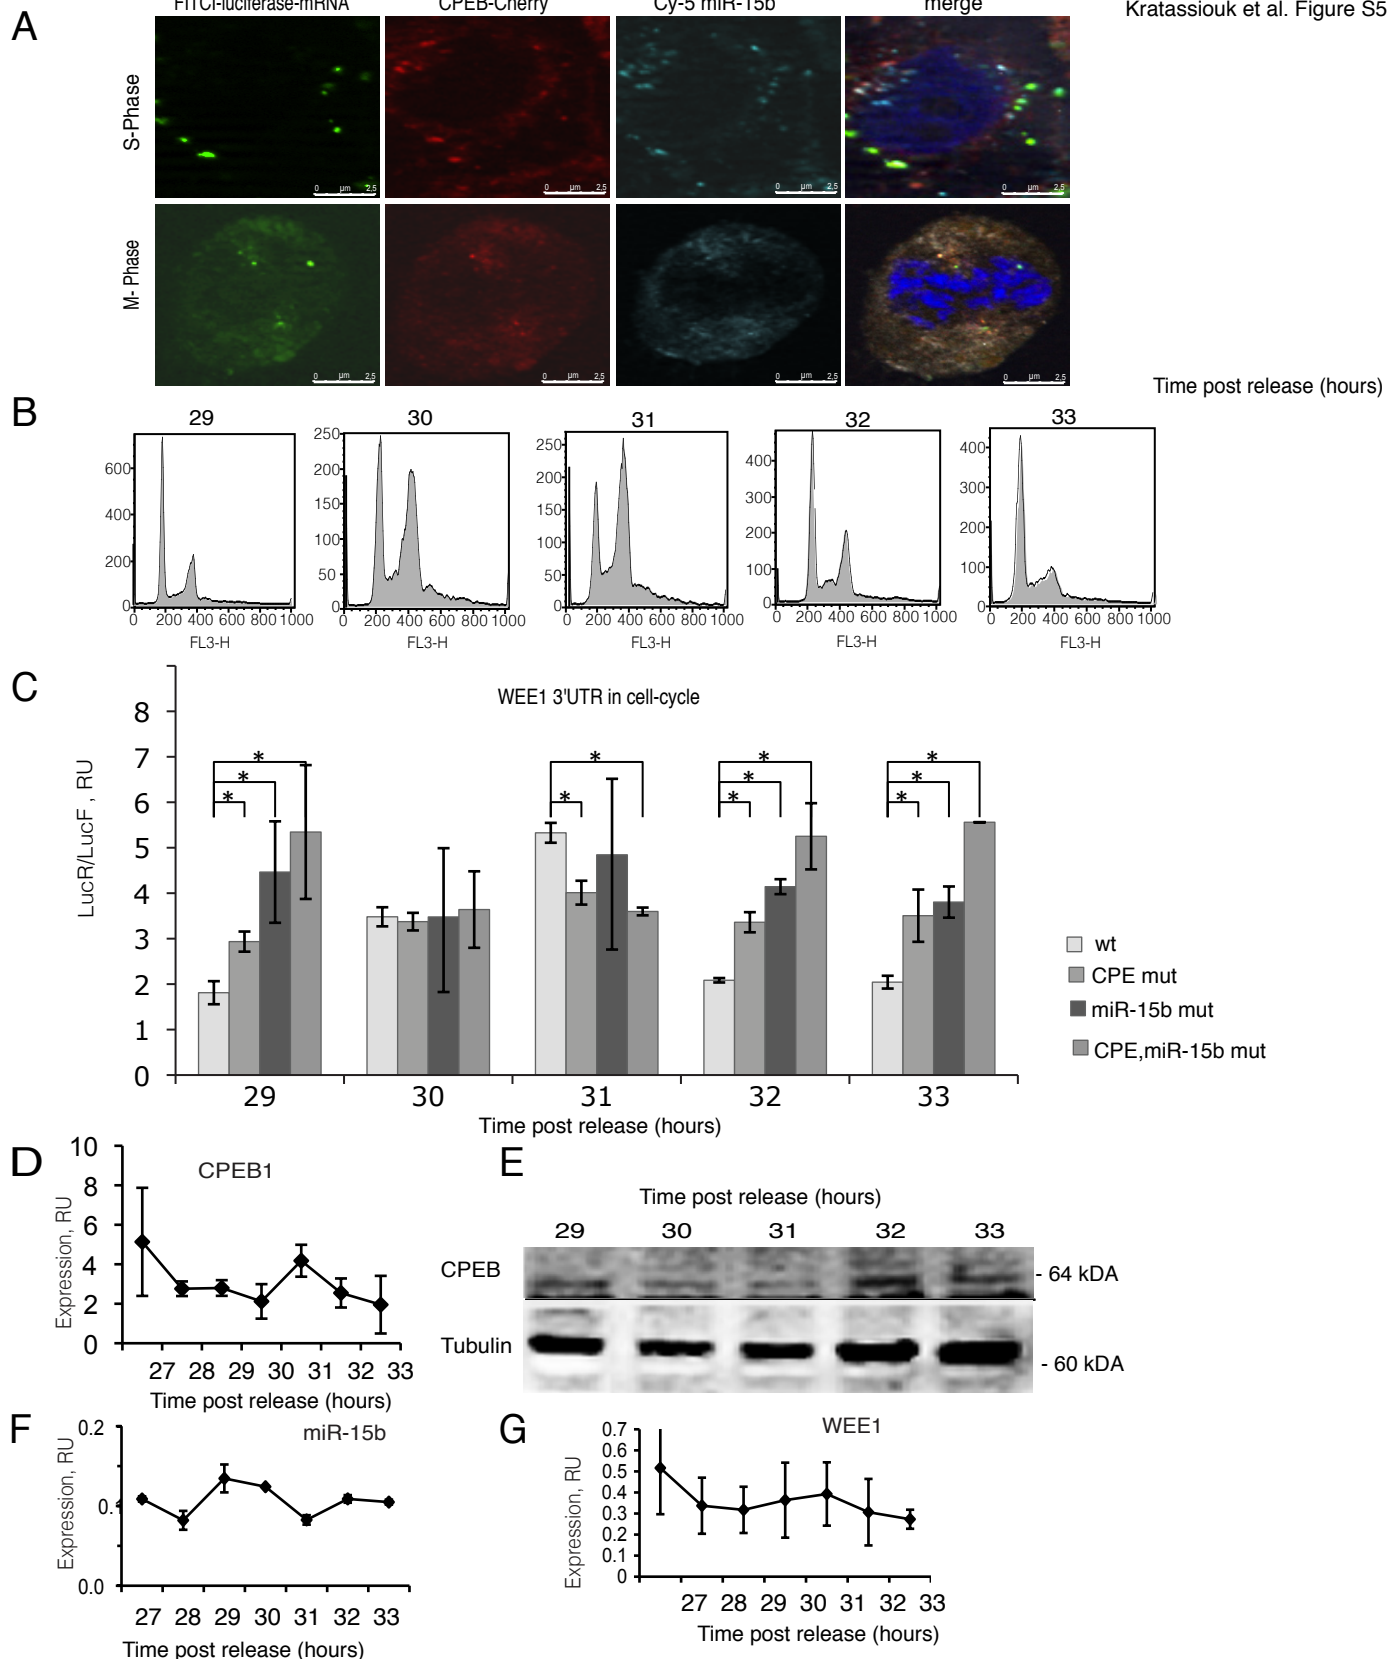 Kratassiouk et al. Figure S5
A
FITCl-luciferase-mRNA CPEB-Cherry Cy-5 miR-15b merge
S-Phase
0 µm 2,5 0 µm 2,5 0 µm 2,5 0 µm 2,5
M- Phase
0 µm 2,5 0 µm 2,5 0 µm 2,5 0 µm 2,5
Time post release (hours)
B
29 30 31 32 33
600
400
200
0
0 200 400 600 800 1000
FL3-H
250
200
150
100
50
0
0 200 400 600 800 1000
FL3-H
250
200
150
100
50
0
0 200 400 600 800 1000
FL3-H
400
300
200
100
0
0 200 400 600 800 1000
FL3-H
400
300
200
100
0
0 200 400 600 800 1000
FL3-H
C
WEE1 3'UTR in cell-cycle
LucR/LucF , RU
8
7
6
5
4
3
2
1
0
* * *
* *
* * *
* * *
29 30 31 32 33
Time post release (hours)
wt
CPE mut
miR-15b mut
CPE,miR-15b mut
D
CPEB1
Expression, RU
10
8
6
4
2
0
27 28 29 30 31 32 33
Time post release (hours)
E
Time post release (hours)
29 30 31 32 33
CPEB
- 64 kDA
Tubulin
- 60 kDA
F
miR-15b
Expression, RU
0.2
0.
0.0
27 28 29 30 31 32 33
Time post release (hours)
G
WEE1
Expression, RU
0.7
0.6
0.5
0.4
0.3
0.2
0.1
0
27 28 29 30 31 32 33
Time post release (hours)